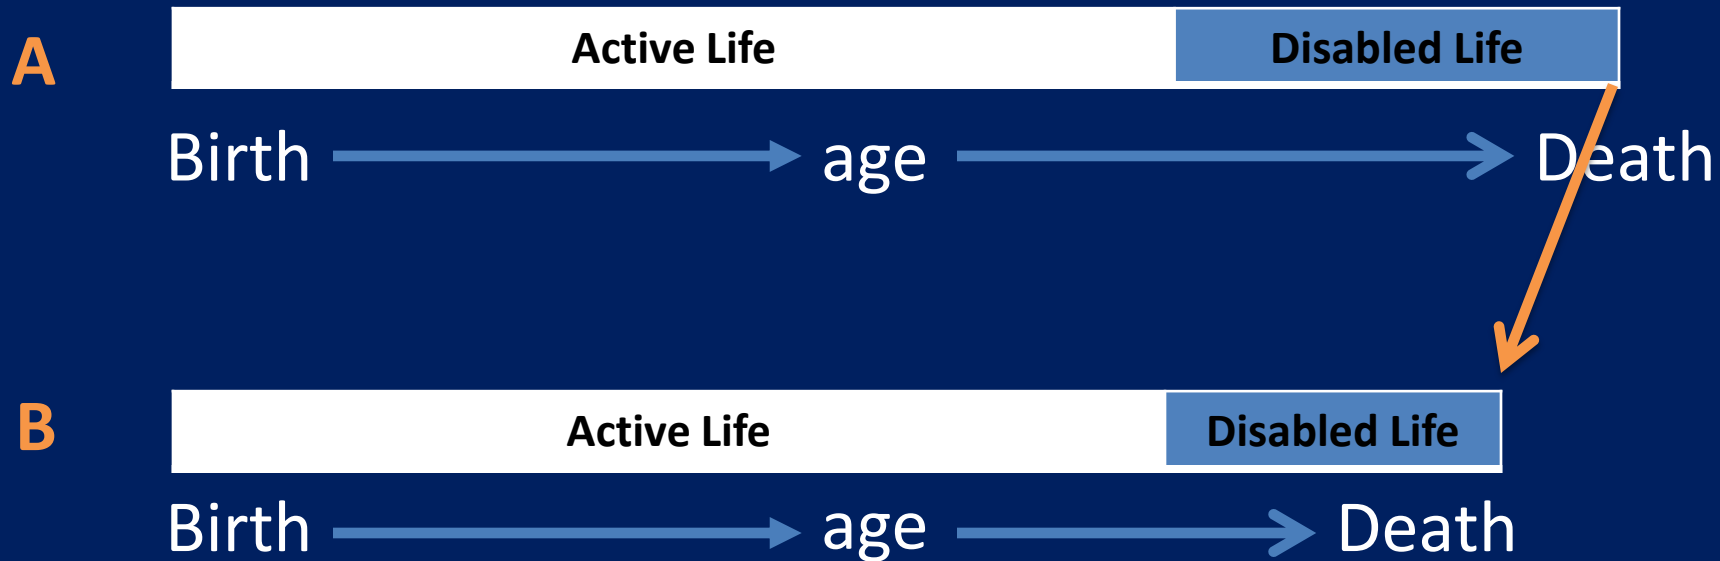 A
Active Life Disabled Life
Birth age Death
B
Active Life Disabled Life
Birth age Death